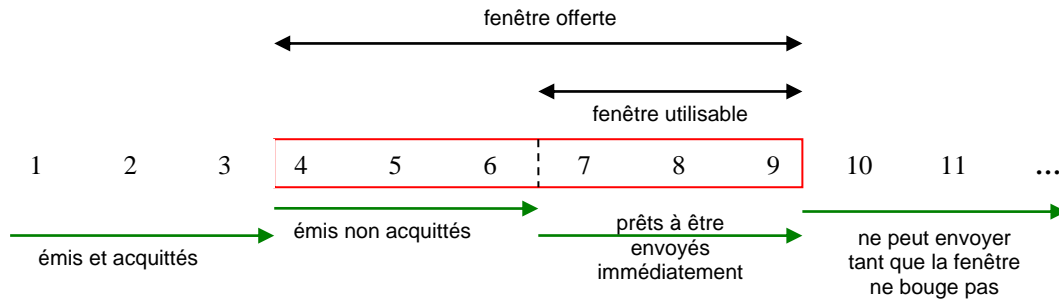 fenêtre offerte
fenêtre utilisable
1 2 3 4 5 6 7 8 9 10 11 ...
émis et acquittés
émis non acquittés
prêts à être
envoyés
immédiatement
ne peut envoyer
tant que la fenêtre
ne bouge pas